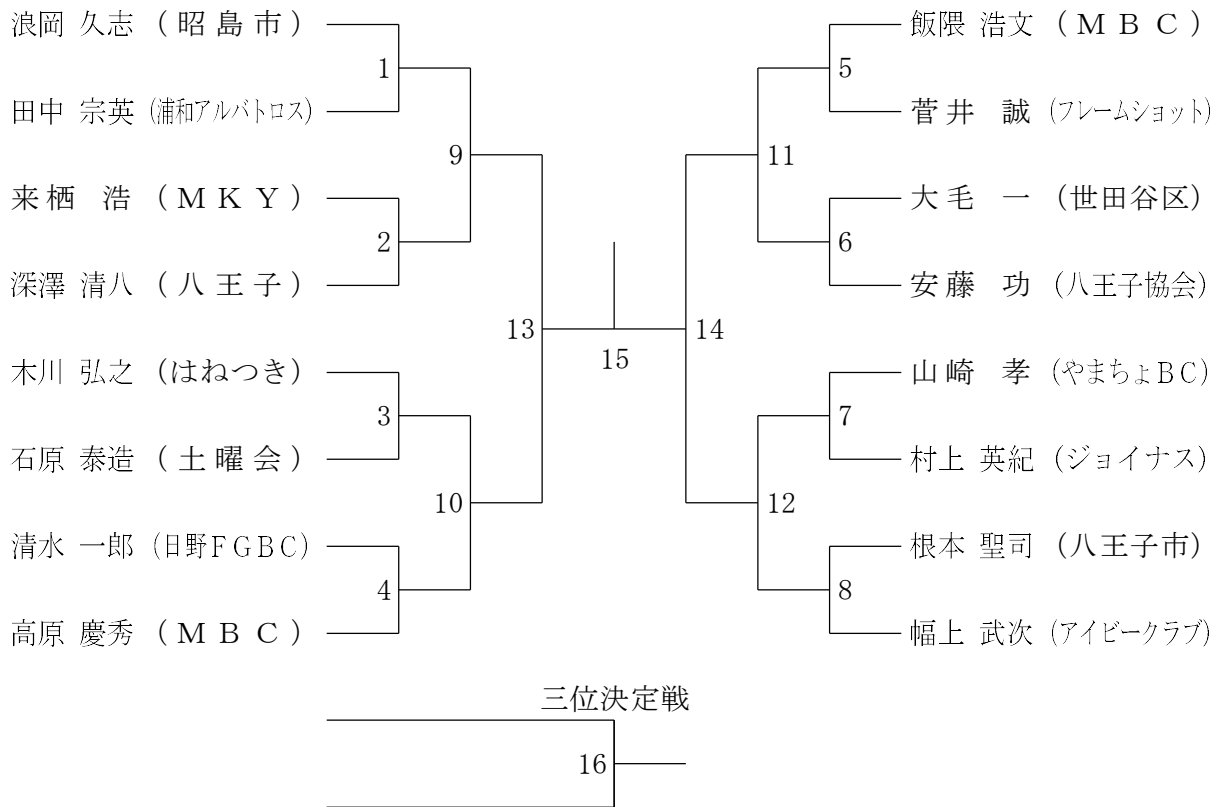 浪岡 久志 （昭島市）
1
田中 宗英 （浦和アルバトロス）
9
来栖 浩 （ＭＫＹ）
2
深澤 清八 （八王子）
13
木川 弘之 （はねつき）
3
石原 泰造 （土曜会）
10
清水 一郎 （日野ＦＧＢＣ）
4
高原 慶秀 （ＭＢＣ）
15
飯隈 浩文 （ＭＢＣ）
5
菅井 誠 （フレームショット）
11
大毛 一 （世田谷区）
6
安藤 功 （八王子協会）
14
山崎 孝 （やまちょＢＣ）
7
村上 英紀 （ジョイナス）
12
根本 聖司 （八王子市）
8
幅上 武次 （アイビークラブ）
三位決定戦
16